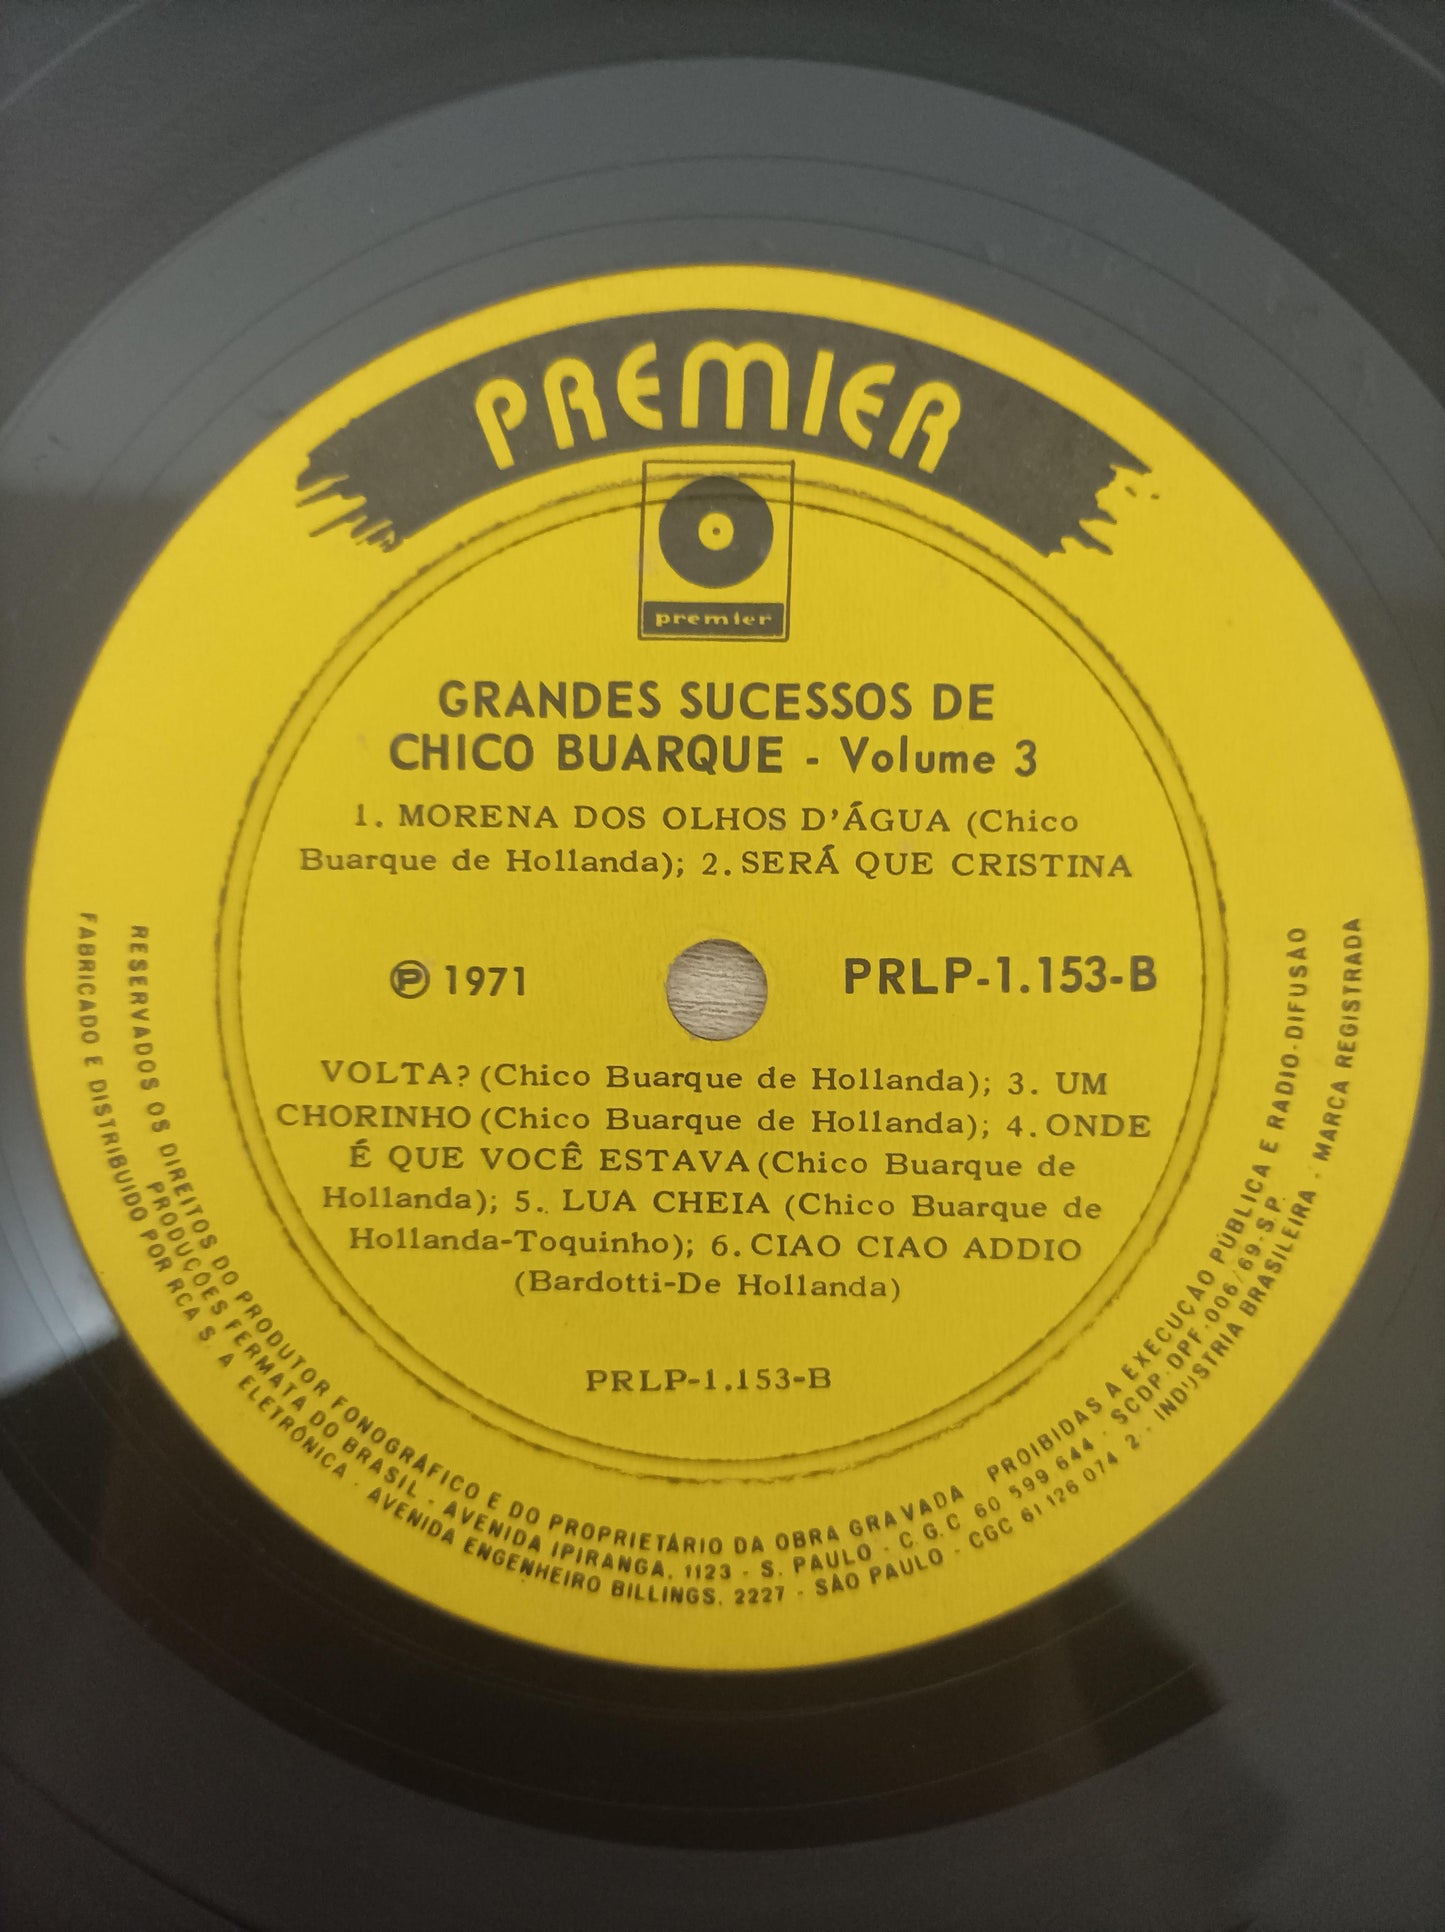 PREMIER
premier
GRANDES SUCESSOS DE
CHICO BUARQUE - Volume 3
1. MORENA DOS OLHOS D'ÁGUA (Chico
Buarque de Hollanda); 2. SERÁ QUE CRISTINA
℗ 1971 PRLP-1.153-B
VOLTA? (Chico Buarque de Hollanda); 3. UM
CHORINHO (Chico Buarque de Hollanda); 4. ONDE
É QUE VOCÊ ESTAVA (Chico Buarque de
Hollanda); 5. LUA CHEIA (Chico Buarque de
Hollanda-Toquinho); 6. CIAO CIAO ADDIO
(Bardotti-De Hollanda)
PRLP-1.153-B
RESERVADOS OS DIREITOS DO PRODUTOR FONOGRÁFICO E DO PROPRIETÁRIO DA OBRA GRAVADA PROIBIDAS A EXECUÇÃO PÚBLICA E RADIO-DIFUSÃO
PRODUÇÕES FERMATA DO BRASIL - AVENIDA IPIRANGA, 1123 - S. PAULO - C.G.C 60 599 644 - SCDP.DPF.006/69-S.P.
FABRICADO E DISTRIBUIDO POR RCA S. A ELETRÔNICA - AVENIDA ENGENHEIRO BILLINGS, 2227 - SÃO PAULO - CGC 61 126 074 2 - INDUSTRIA BRASILEIRA - MARCA REGISTRADA